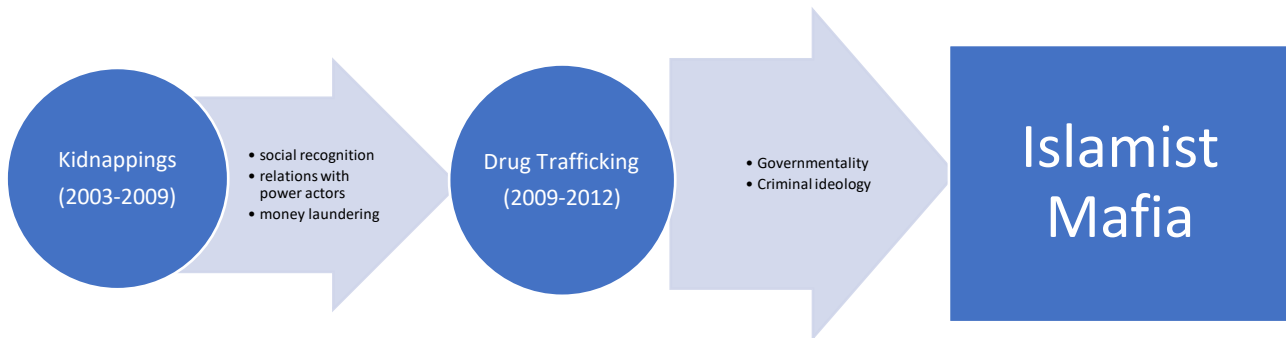 Kidnappings
(2003-2009)
• social recognition
• relations with
power actors
• money laundering
Drug Trafficking
(2009-2012)
• Governmentality
• Criminal ideology
Islamist
Mafia